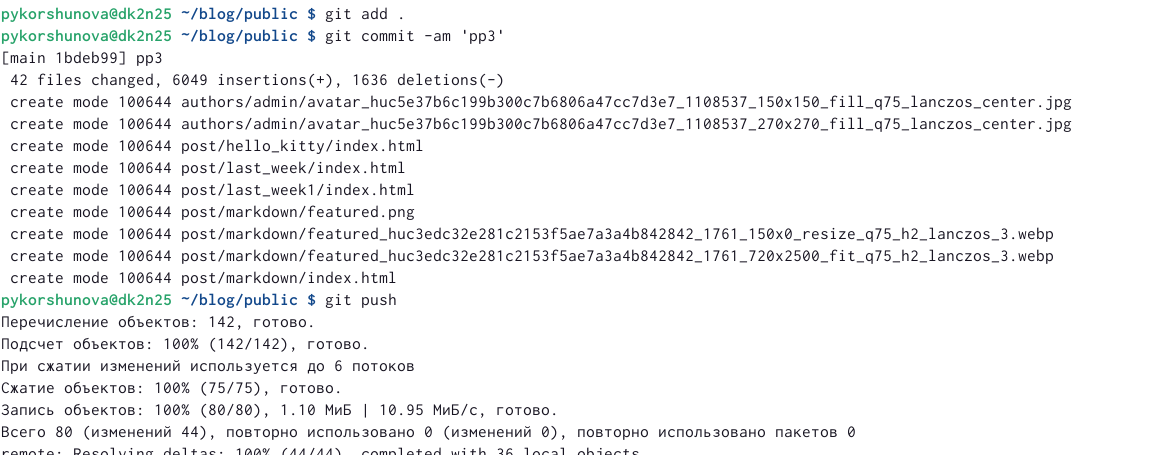 pykorshunova@dk2n25 ~/blog/public $ git add .
pykorshunova@dk2n25 ~/blog/public $ git commit -am 'pp3'
[main 1bdeb99] pp3
 42 files changed, 6049 insertions(+), 1636 deletions(-)
 create mode 100644 authors/admin/avatar_huc5e37b6c199b300c7b6806a47cc7d3e7_1108537_150x150_fill_q75_lanczos_center.jpg
 create mode 100644 authors/admin/avatar_huc5e37b6c199b300c7b6806a47cc7d3e7_1108537_270x270_fill_q75_lanczos_center.jpg
 create mode 100644 post/hello_kitty/index.html
 create mode 100644 post/last_week/index.html
 create mode 100644 post/last_week1/index.html
 create mode 100644 post/markdown/featured.png
 create mode 100644 post/markdown/featured_huc3edc32e281c2153f5ae7a3a4b842842_1761_150x0_resize_q75_h2_lanczos_3.webp
 create mode 100644 post/markdown/featured_huc3edc32e281c2153f5ae7a3a4b842842_1761_720x2500_fit_q75_h2_lanczos_3.webp
 create mode 100644 post/markdown/index.html
pykorshunova@dk2n25 ~/blog/public $ git push
Перечисление объектов: 142, готово.
Подсчет объектов: 100% (142/142), готово.
При сжатии изменений используется до 6 потоков
Сжатие объектов: 100% (75/75), готово.
Запись объектов: 100% (80/80), 1.10 МиБ | 10.95 МиБ/с, готово.
Всего 80 (изменений 44), повторно использовано 0 (изменений 0), повторно использовано пакетов 0
remote: Resolving deltas: 100% (44/44), completed with 36 local objects.